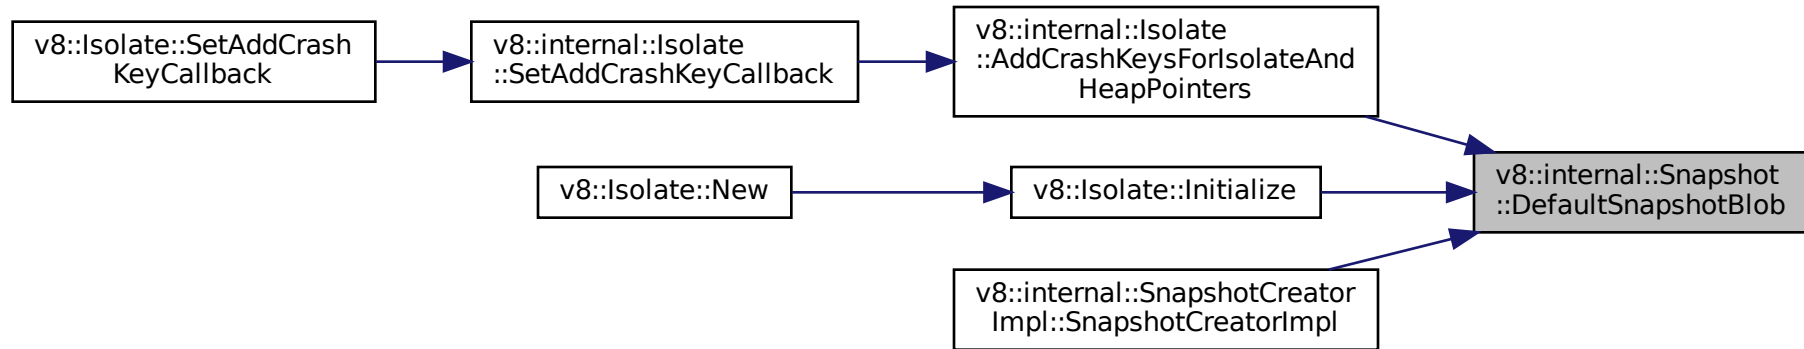 v8::Isolate::SetAddCrash
KeyCallback
v8::internal::Isolate
::SetAddCrashKeyCallback
v8::internal::Isolate
::AddCrashKeysForIsolateAnd
HeapPointers
v8::Isolate::New
v8::Isolate::Initialize
v8::internal::Snapshot
::DefaultSnapshotBlob
v8::internal::SnapshotCreator
Impl::SnapshotCreatorImpl